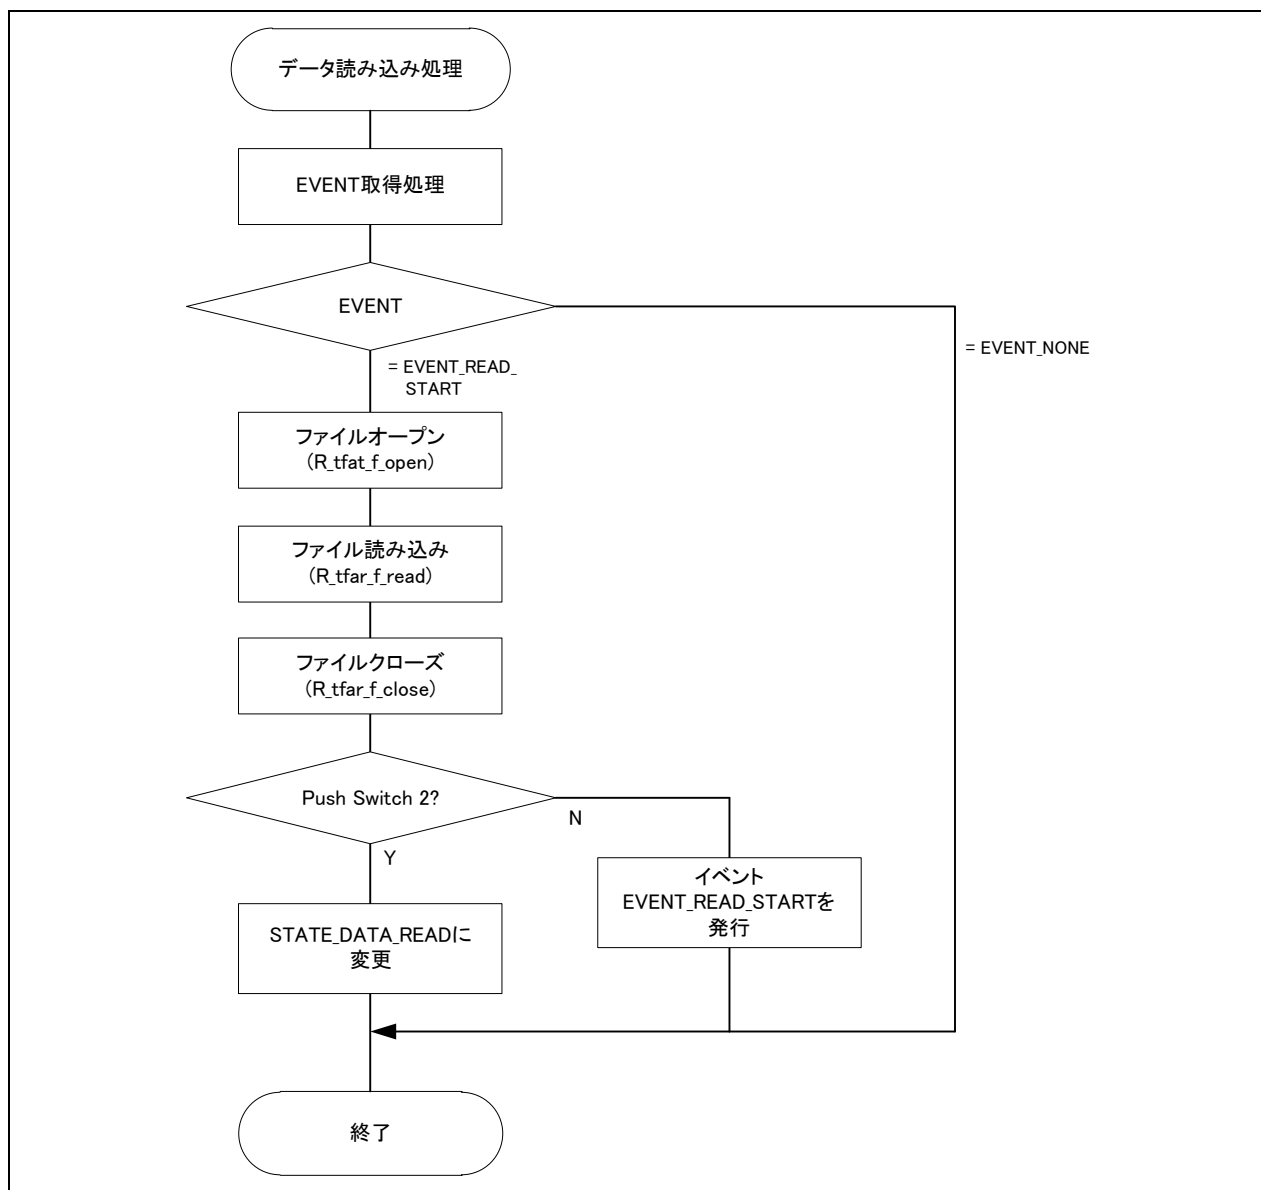 データ読み込み処理
EVENT取得処理
EVENT
= EVENT_NONE
= EVENT_READ_
START
ファイルオープン
(R_tfat_f_open)
ファイル読み込み
(R_tfar_f_read)
ファイルクローズ
(R_tfar_f_close)
Push Switch 2?
N
Y
イベント
EVENT_READ_STARTを
発行
STATE_DATA_READに
変更
終了